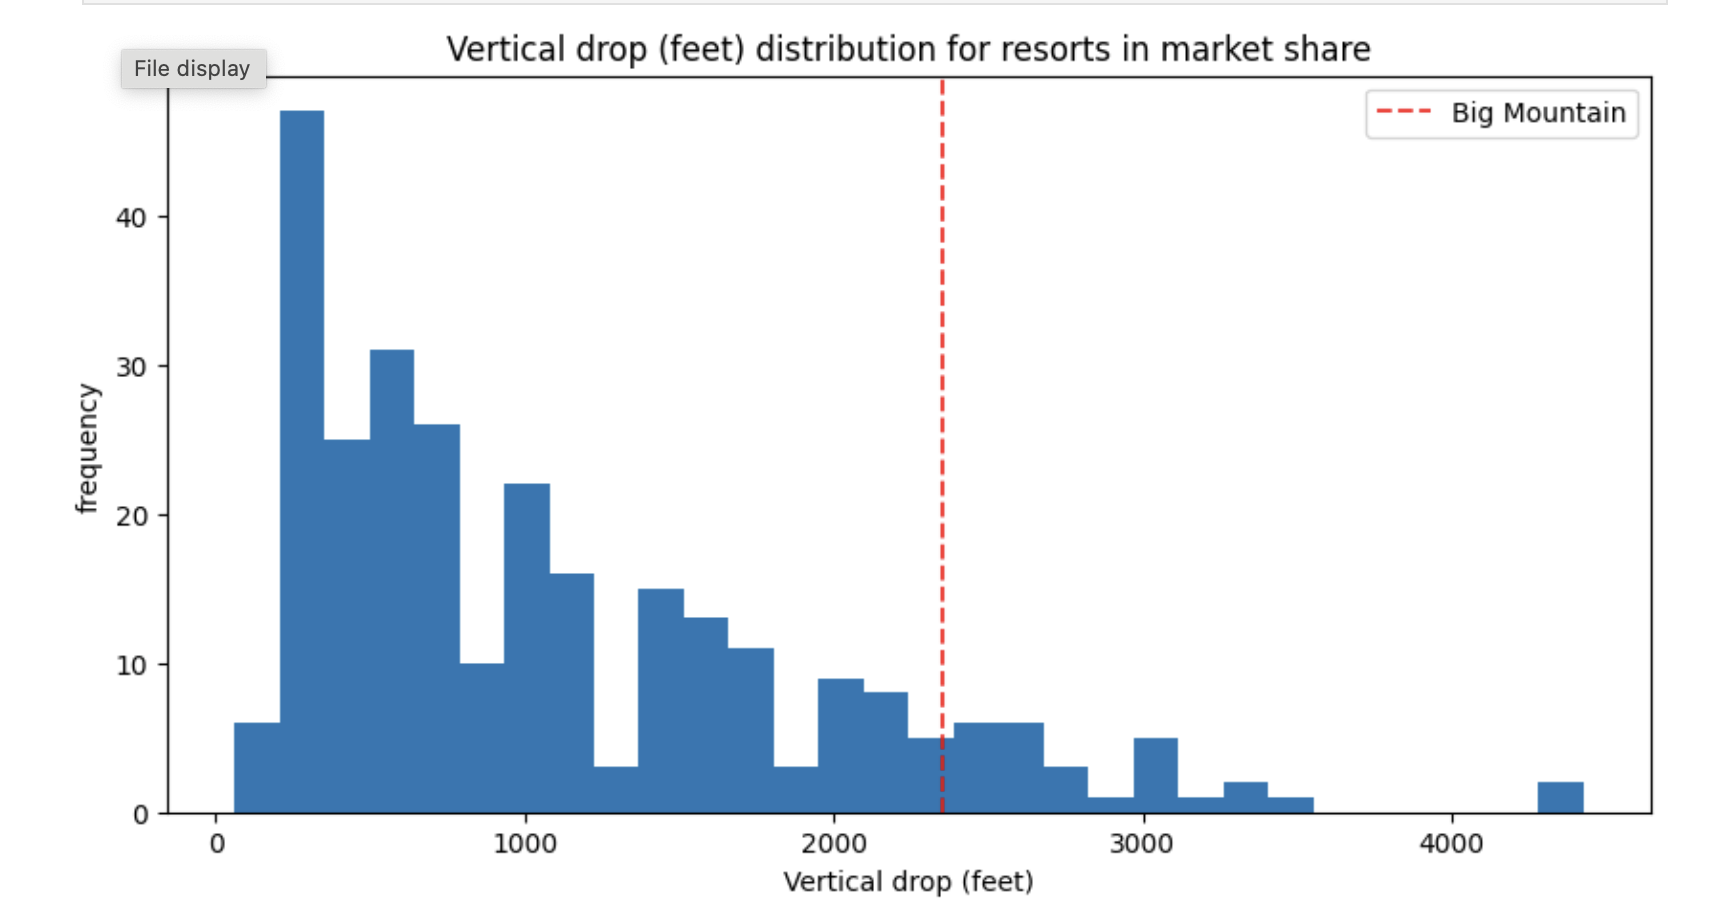 Vertical drop (feet) distribution for resorts in market share
File display
Big Mountain
40
30
20
10
0
frequency
0 1000 2000 3000 4000
Vertical drop (feet)